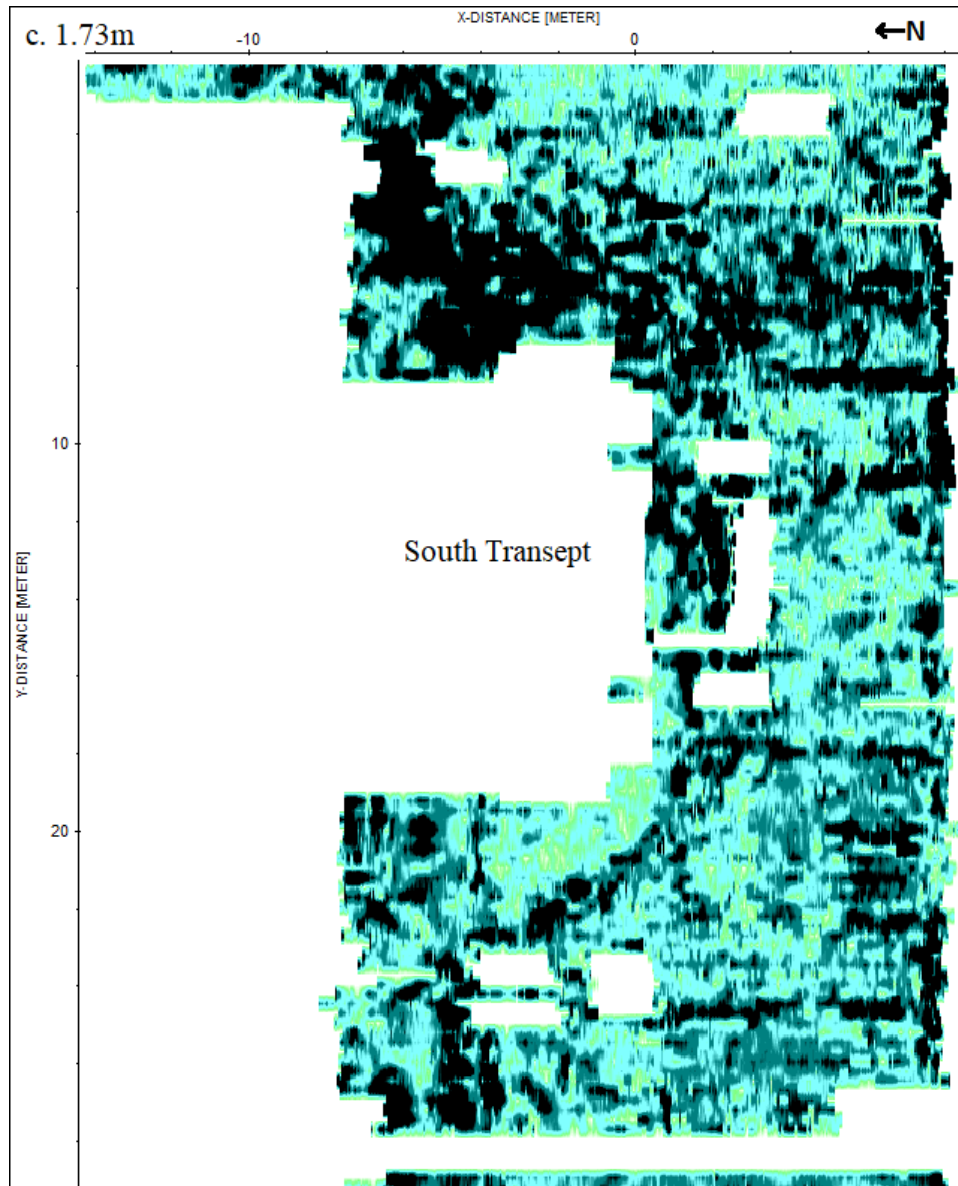 X-DISTANCE [METER]
c. 1.73m
-10
0
←N
10
South Transept
Y-DISTANCE [METER]
20